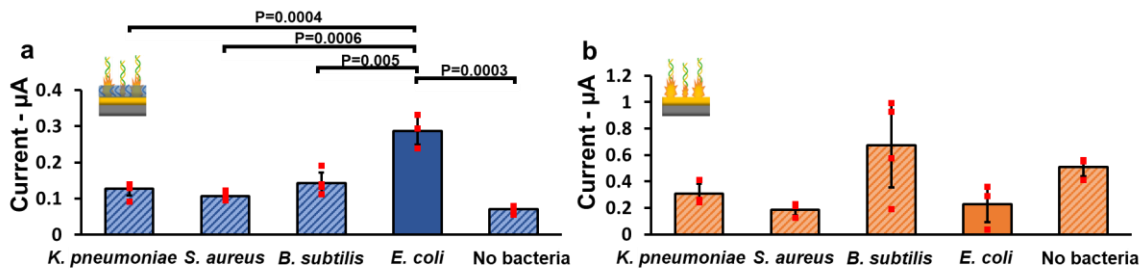 P=0.0004
P=0.0006
P=0.005
P=0.0003
a
Current - µA
0.4
0.3
0.2
0.1
0
K. pneumoniae S. aureus B. subtilis E. coli No bacteria
b
Current - µA
1.2
1
0.8
0.6
0.4
0.2
0
K. pneumoniae S. aureus B. subtilis E. coli No bacteria